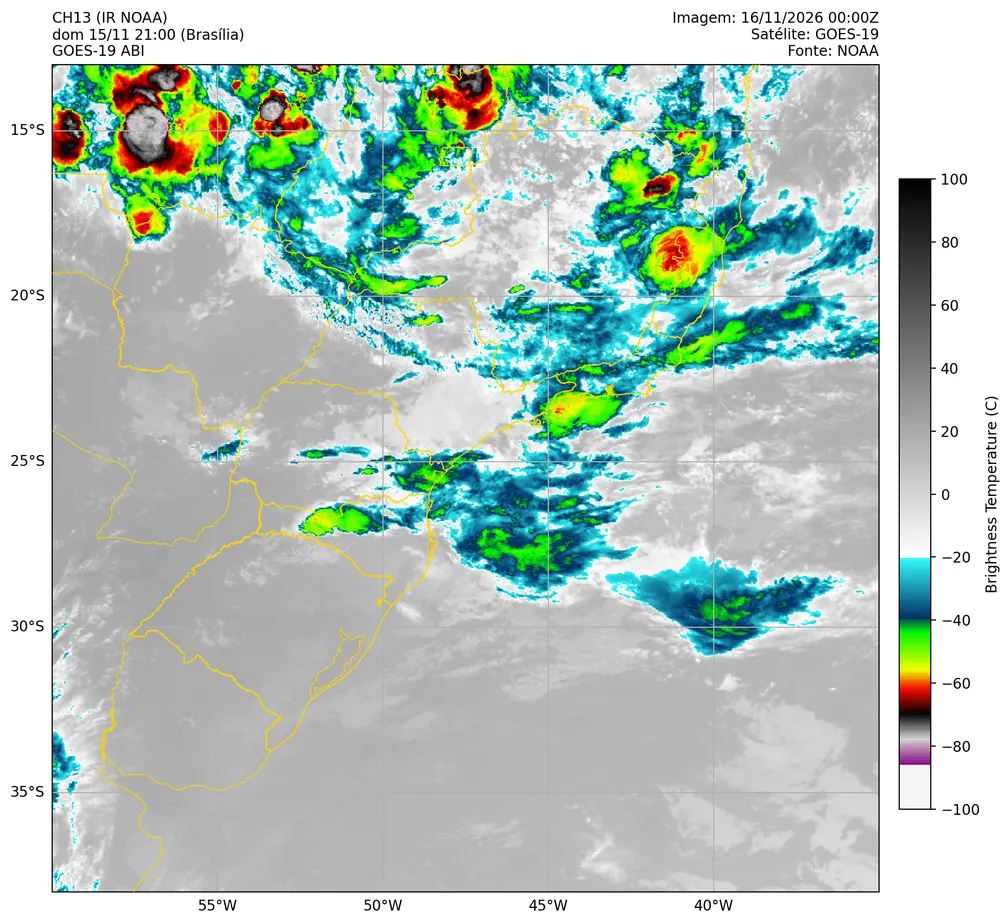 CH13 (IR NOAA)
dom 15/11 21:00 (Brasília)
GOES-19 ABI
Imagem: 16/11/2026 00:00Z
Satélite: GOES-19
Fonte: NOAA
15°S
20°S
25°S
30°S
35°S
55°W
50°W
45°W
40°W
100
80
60
40
20
0
−20
−40
−60
−80
−100
Brightness Temperature (C)